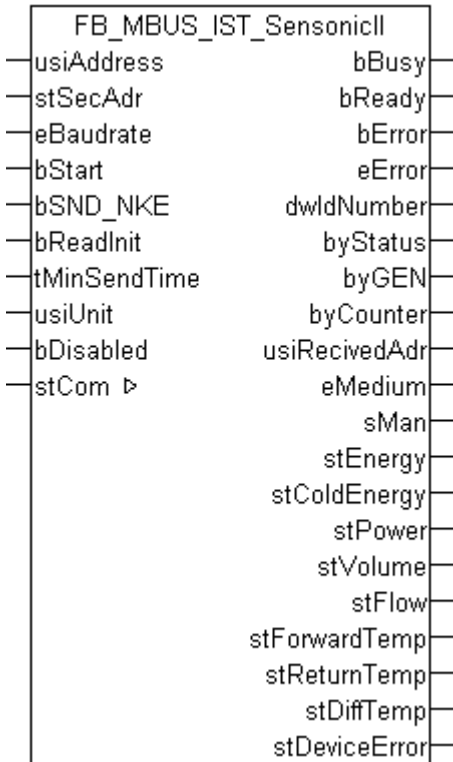 FB_MBUS_IST_SensonicII
usiAddress bBusy
stSecAdr bReady
eBaudrate bError
bStart eError
bSND_NKE dwIdNumber
bReadInit byStatus
tMinSendTime byGEN
usiUnit byCounter
bDisabled usiRecivedAdr
stCom ▷ eMedium
sMan
stEnergy
stColdEnergy
stPower
stVolume
stFlow
stForwardTemp
stReturnTemp
stDiffTemp
stDeviceError